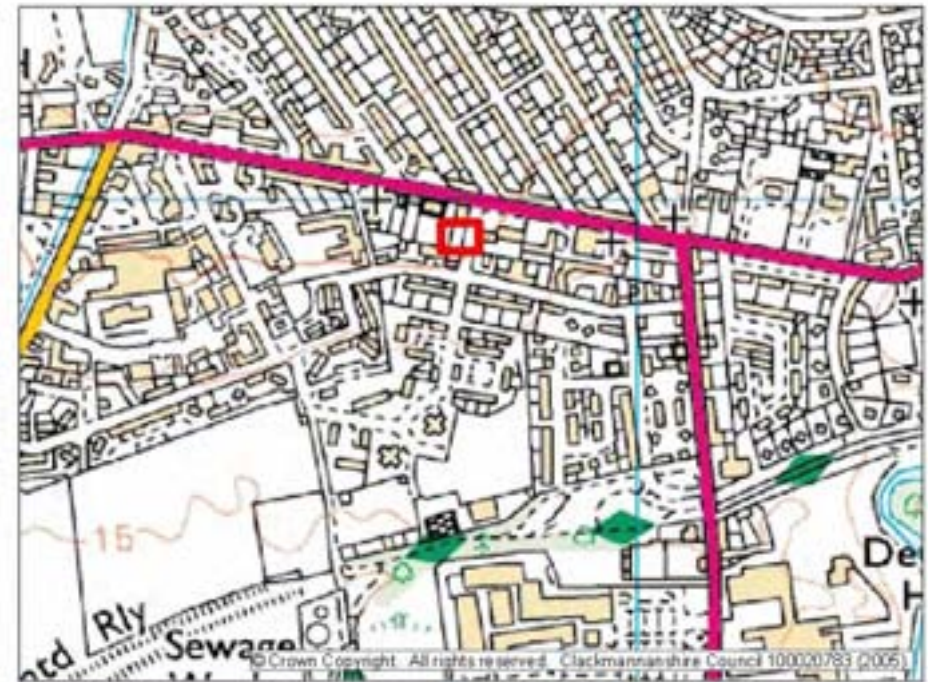 15
De
H
Rly
Sewage
© Crown Copyright. All rights reserved. Clackmannanshire Council 100020783 (2005).